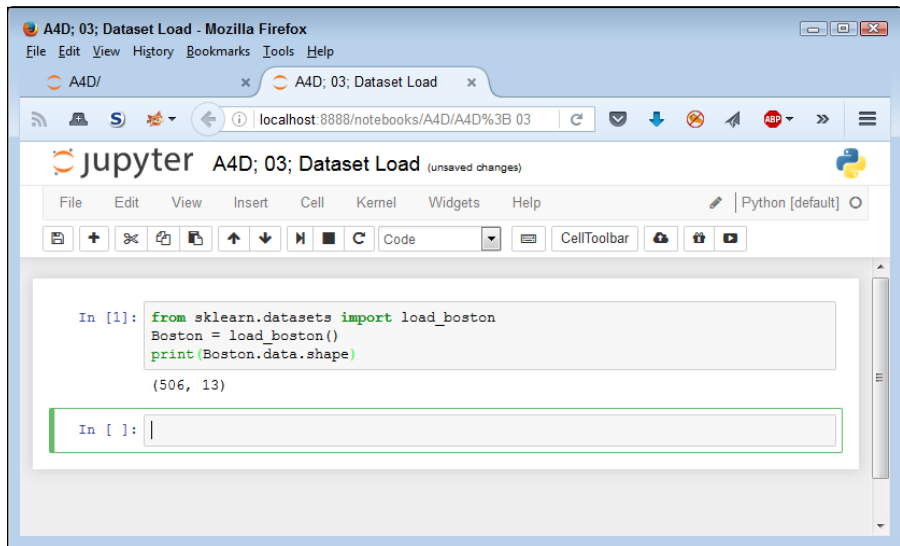 A4D; 03; Dataset Load - Mozilla Firefox
File Edit View History Bookmarks Tools Help
A4D/ × A4D; 03; Dataset Load ×
S ABP
localhost:8888/notebooks/A4D/A4D%3B 03
jupyter A4D; 03; Dataset Load (unsaved changes)
File Edit View Insert Cell Kernel Widgets Help Python [default]
Code CellToolbar
In [1]: from sklearn.datasets import load_boston
Boston = load_boston()
print(Boston.data.shape)
(506, 13)
In [ ]: